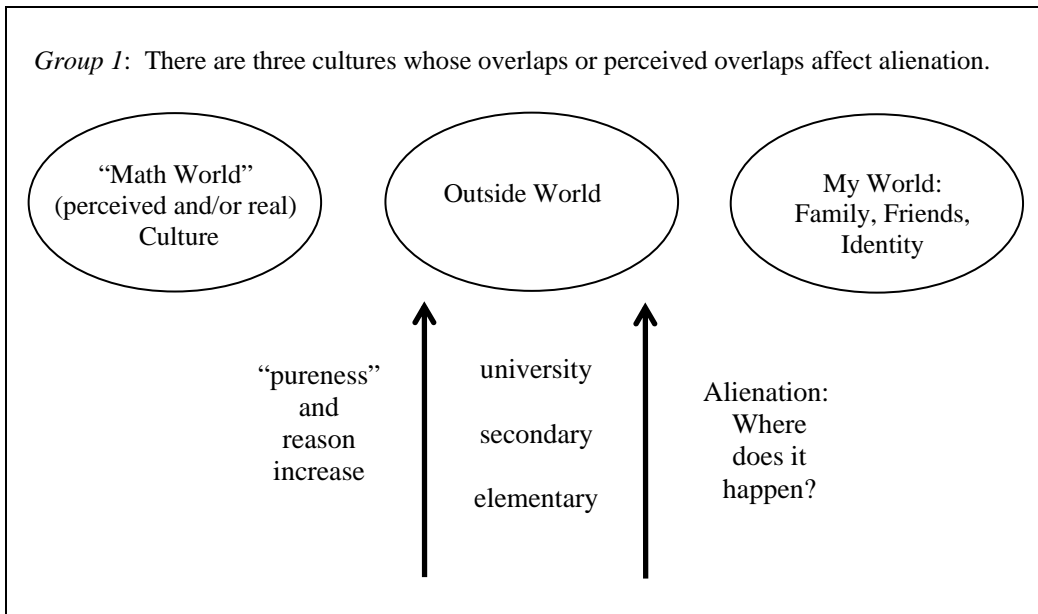 Group 1:  There are three cultures whose overlaps or perceived overlaps affect alienation.
“Math World”
(perceived and/or real)
Culture
Outside World
My World:
Family, Friends,
Identity
“pureness”
and
reason
increase
university
secondary
elementary
Alienation:
Where
does it
happen?